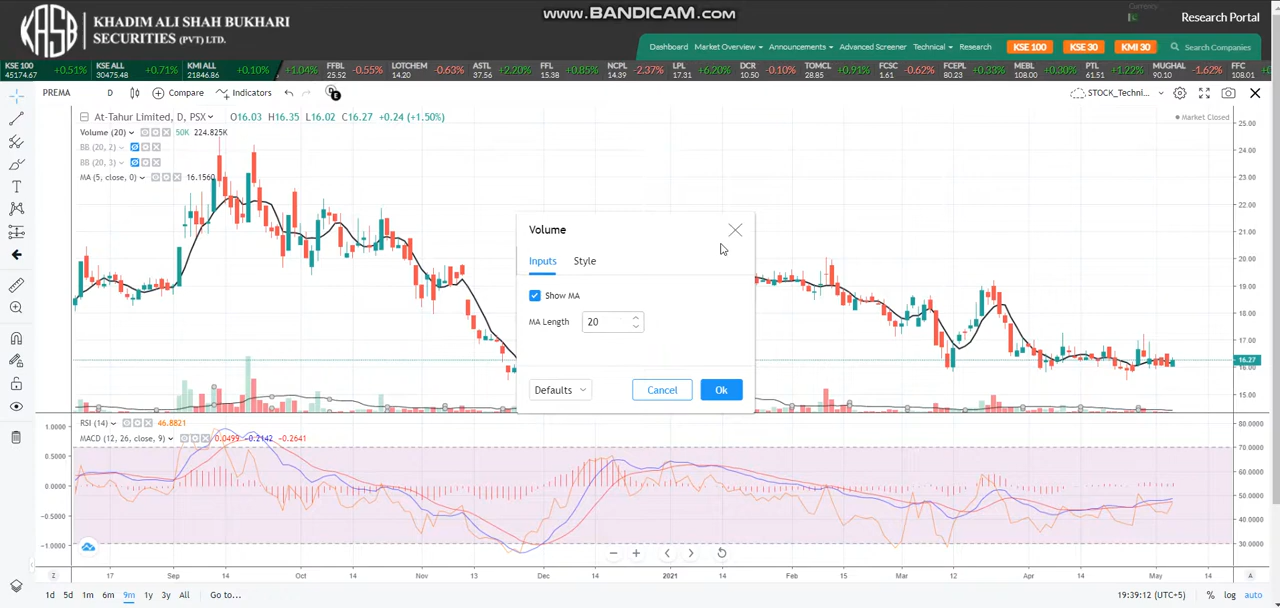 www.BANDICAM.com
KASB
KHADIM ALI SHAH BUKHARI
SECURITIES (PVT) LTD.
Currency
Research Portal
Dashboard Market Overview Announcements Advanced Screener Technical Research KSE 100 KSE 30 KMI 30 Search Companies
KSE 100 45174.67 +0.51% KSE ALL 30475.48 +0.71% KMI ALL 21846.86 +0.10% +1.04% FFBL 25.52 -0.55% LOTCHEM 14.20 -0.63% ASTL 37.56 +2.20% FFL 15.38 +0.85% NCPL 14.39 -2.37% LPL 17.31 +6.20% DCR 10.50 -0.10% TOMCL 28.85 +0.91% FCSC 1.61 -0.62% FCEPL 80.23 +0.33% MEBL 108.00 +0.30% PTL 61.51 +1.22% MUGHAL 90.10 -1.62% FFC 108.01
PREMA D Compare Indicators STOCK_Techni...
At-Tahur Limited, D, PSX O16.03 H16.35 L16.02 C16.27 +0.24 (+1.50%)
Market Closed
Volume (20) 50K 224.825K
BB (20, 2)
BB (20, 3)
MA (5, close, 0) 16.1560
25.00
24.00
23.00
22.00
21.00
20.00
19.00
18.00
17.00
16.27
16.00
15.00
Volume
Inputs Style
Show MA
MA Length 20
Defaults Cancel Ok
RSI (14) 46.8821
MACD (12, 26, close, 9) 0.0499 -0.2142 -0.2641
1.0000
0.5000
0.0000
-0.5000
-1.0000
80.0000
70.0000
60.0000
50.0000
40.0000
30.0000
Z 17 Sep 14 Oct 14 Nov 13 Dec 14 2021 14 Feb 15 Mar 12 Apr 14 May 14 A
1d 5d 1m 3m 6m 9m 1y 3y All Go to... 19:39:12 (UTC+5) % log auto